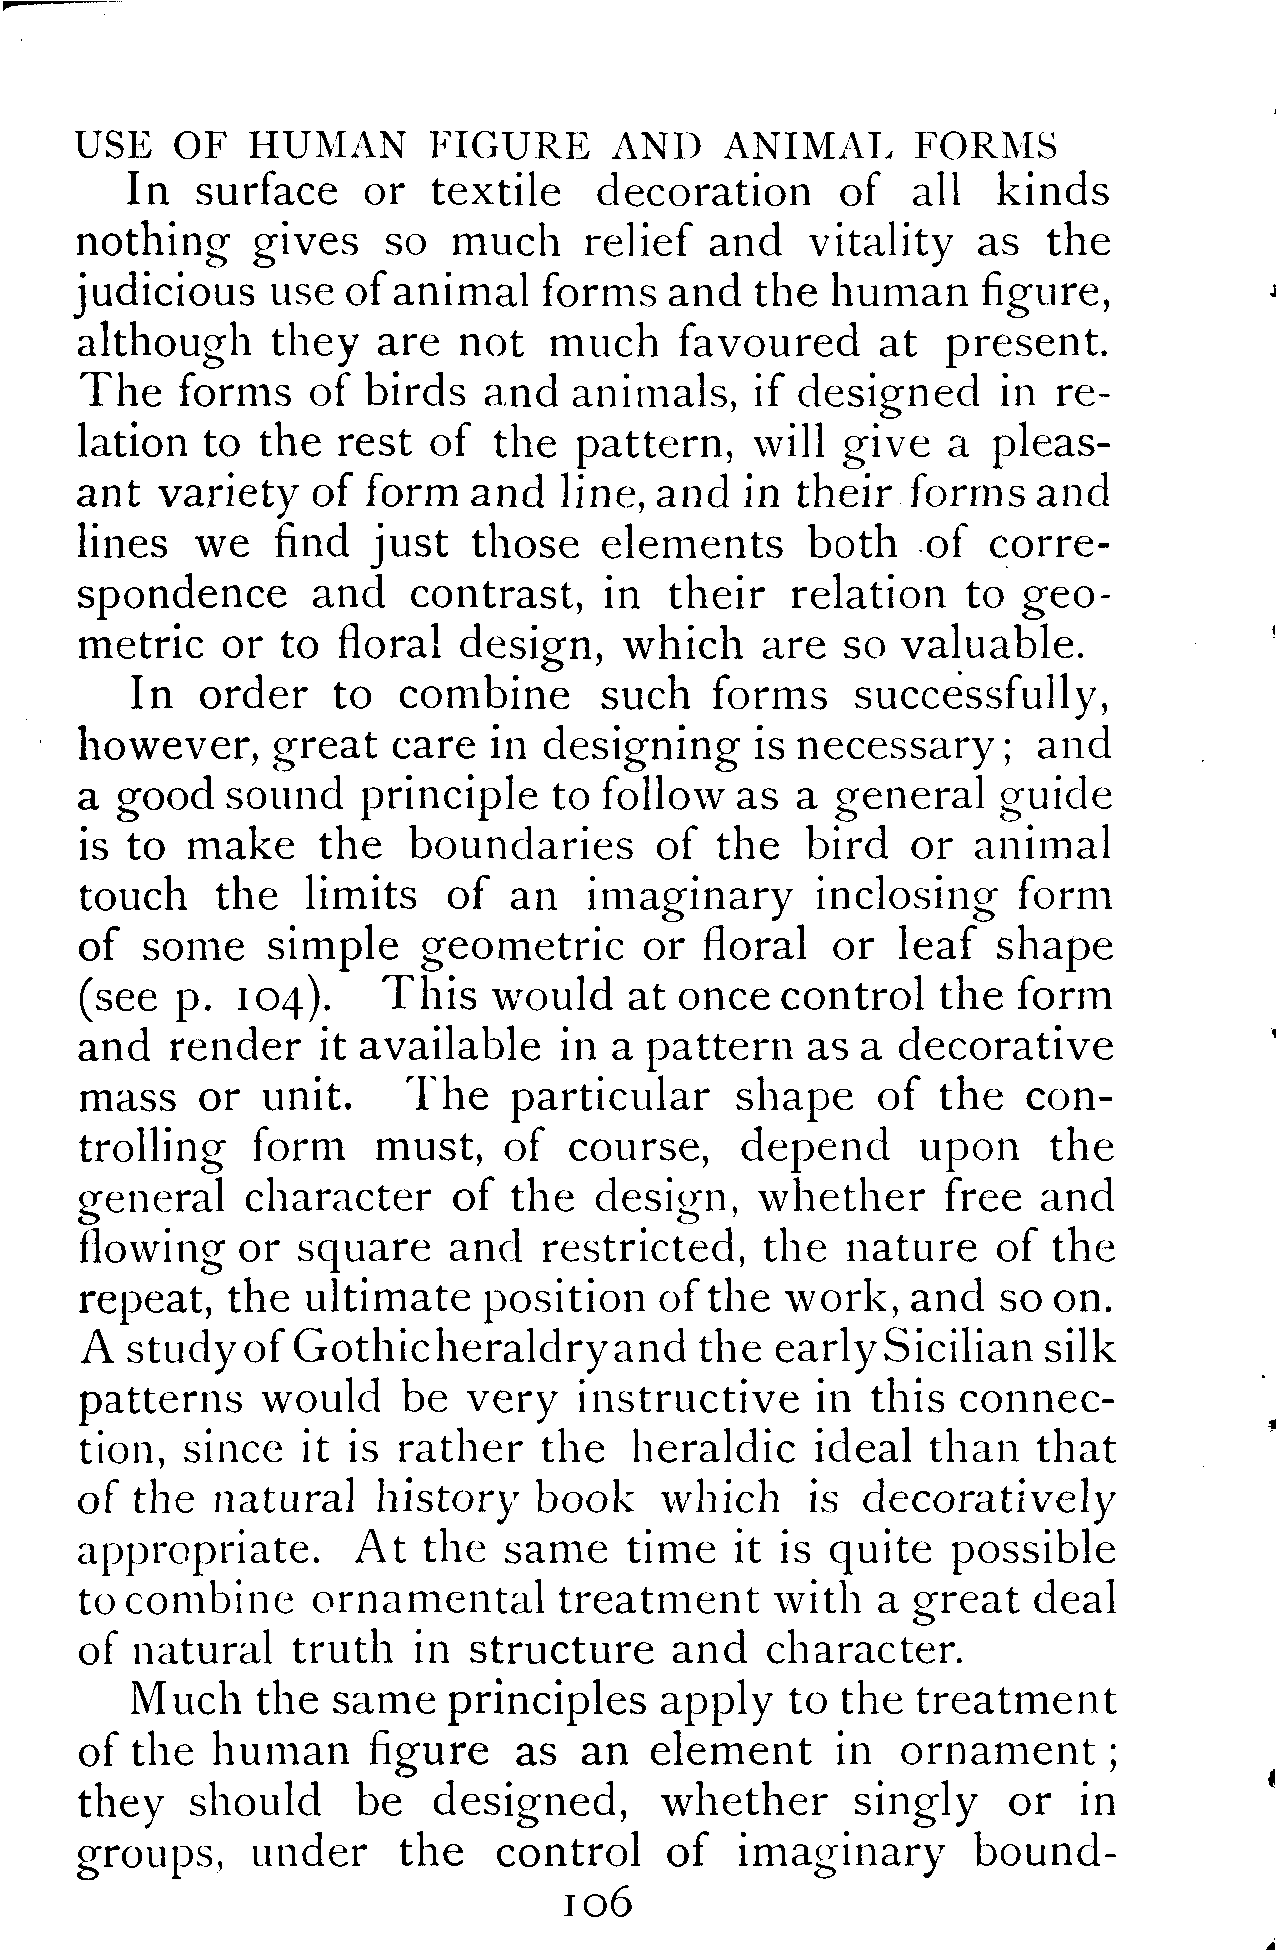 USE OF HUMAN FIGURE AND ANIMAL FORMS
In surface or textile decoration of all kinds
nothing gives so much relief and vitality as the
judicious use of animal forms and the human figure,
although they are not much favoured at present.
The forms of birds and animals, if designed in re-
lation to the rest of the pattern, will give a pleas-
ant variety of form and line, and in their forms and
lines we find just those elements both of corre-
spondence and contrast, in their relation to geo-
metric or to floral design, which are so valuable.
In order to combine such forms successfully,
however, great care in designing is necessary; and
a good sound principle to follow as a general guide
is to make the boundaries of the bird or animal
touch the limits of an imaginary inclosing form
of some simple geometric or floral or leaf shape
(see p. 104). This would at once control the form
and render it available in a pattern as a decorative
mass or unit. The particular shape of the con-
trolling form must, of course, depend upon the
general character of the design, whether free and
flowing or square and restricted, the nature of the
repeat, the ultimate position of the work, and so on.
A study of Gothic heraldry and the early Sicilian silk
patterns would be very instructive in this connec-
tion, since it is rather the heraldic ideal than that
of the natural history book which is decoratively
appropriate. At the same time it is quite possible
to combine ornamental treatment with a great deal
of natural truth in structure and character.
Much the same principles apply to the treatment
of the human figure as an element in ornament;
they should be designed, whether singly or in
groups, under the control of imaginary bound-
106